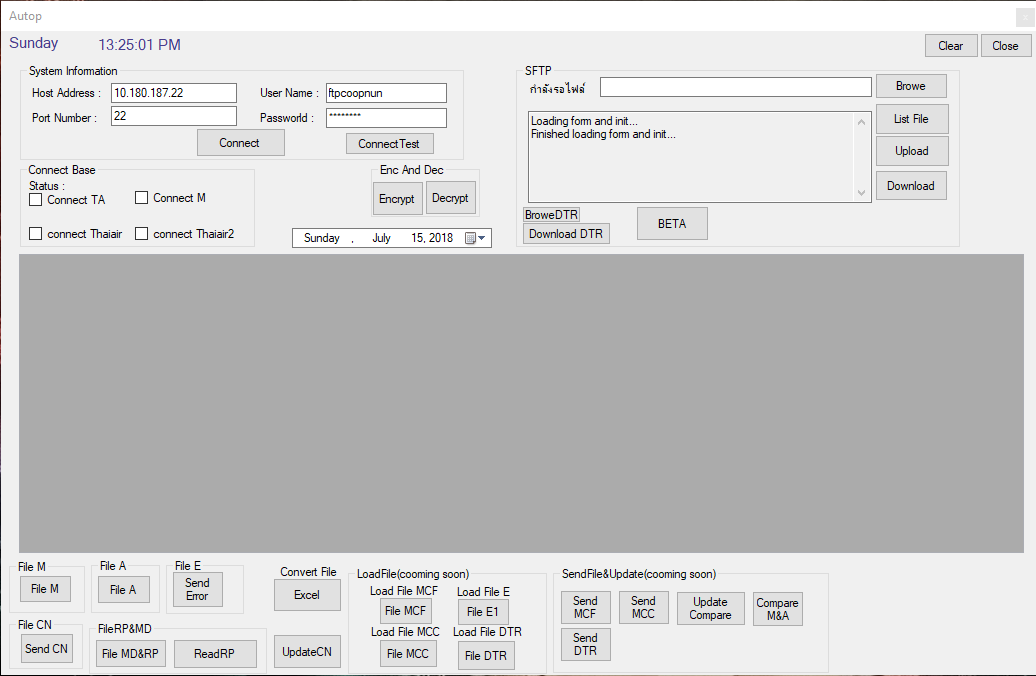 Autop
Sunday 13:25:01 PM
Clear Close
System Information
Host Address : 10.180.187.22 User Name : ftpcoopnun
Port Number : 22 Passworld : ********
Connect ConnectTest
SFTP
กำลังรอไฟล์ Browe
Loading form and init...
Finished loading form and init...
List File
Upload
Download
BroweDTR
Download DTR
BETA
Connect Base
Status :
Connect TA Connect M
connect Thaiair connect Thaiair2
Enc And Dec
Encrypt Decrypt
Sunday , July 15, 2018
File M
File M
File A
File A
File E
Send
Error
File CN
Send CN
FileRP&MD
File MD&RP ReadRP
Convert File
Excel
UpdateCN
LoadFile(cooming soon)
Load File MCF Load File E
File MCF File E1
Load File MCC Load File DTR
File MCC File DTR
SendFile&Update(cooming soon)
Send
MCF
Send
MCC
Update
Compare
Compare
M&A
Send
DTR